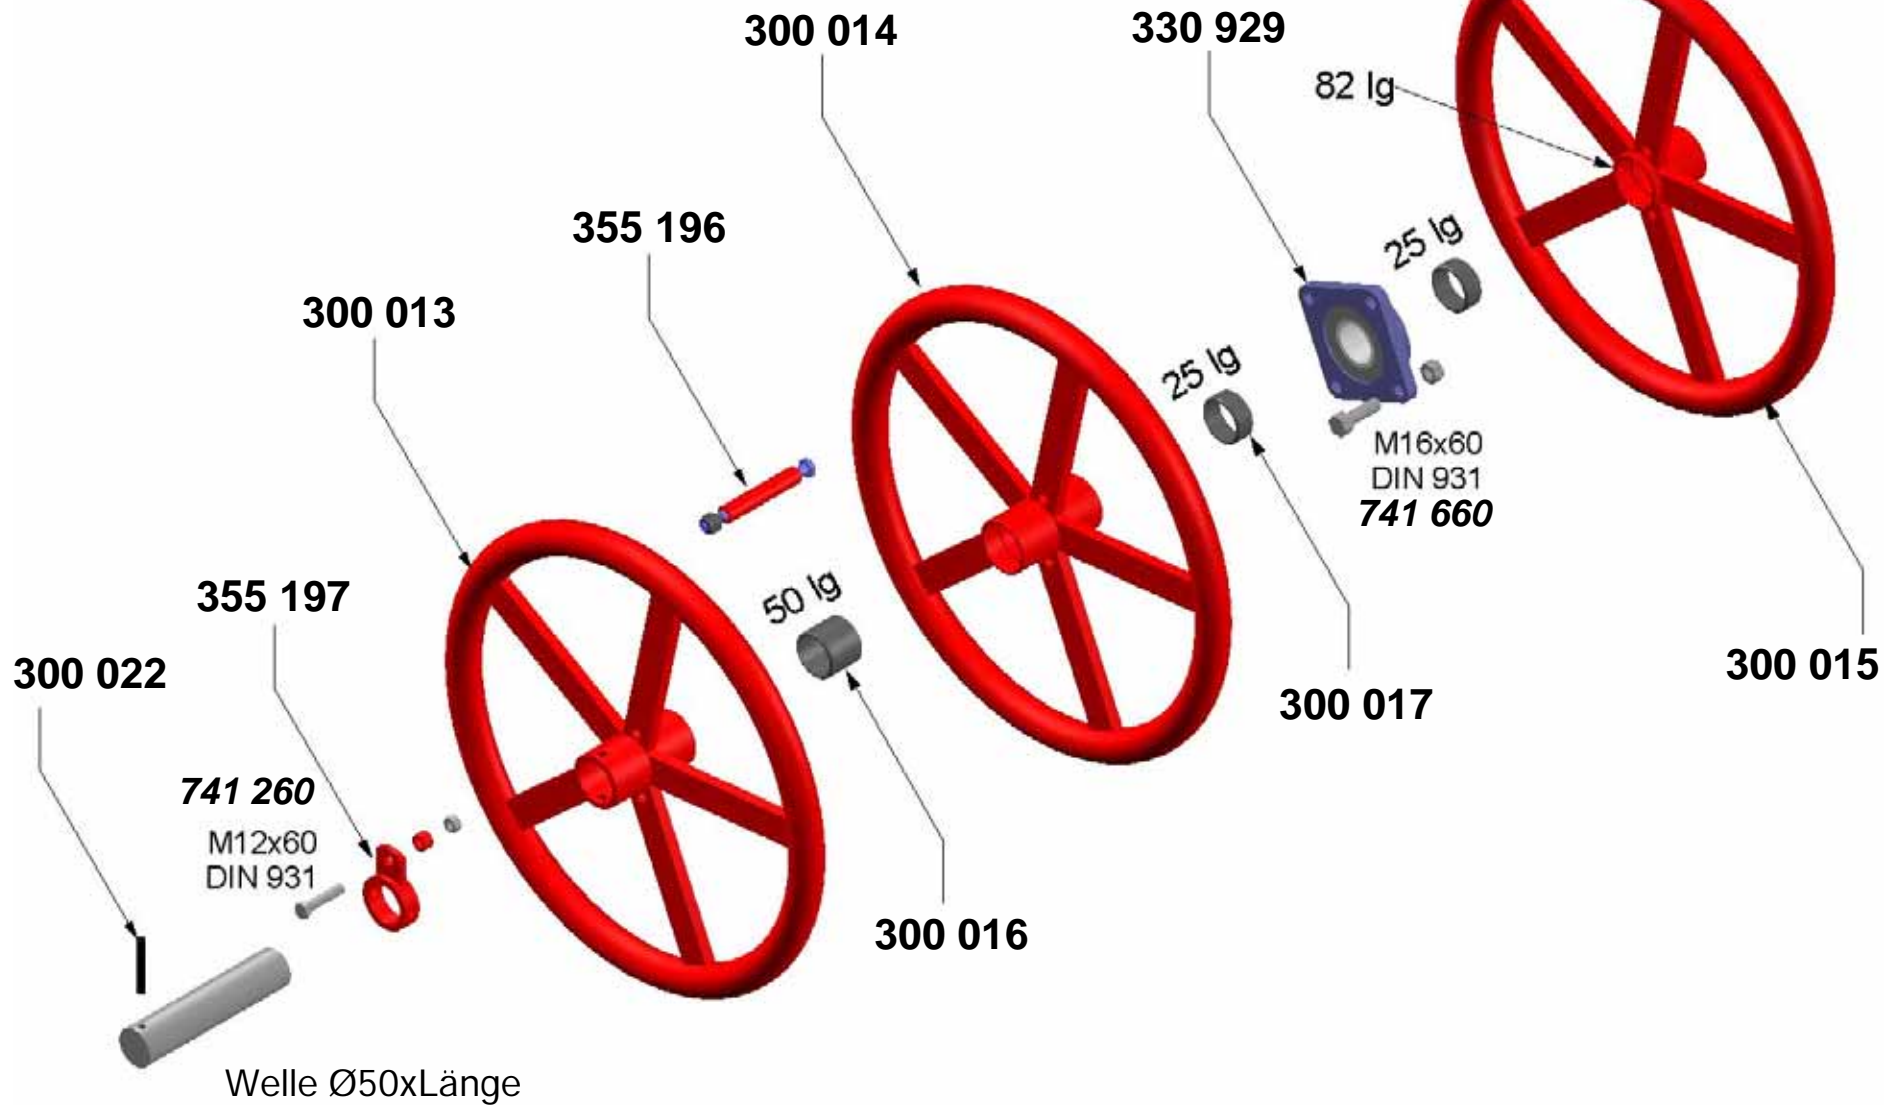 300 014
330 929
82 lg
355 196
25 lg
300 013
25 lg
M16x60
DIN 931
741 660
355 197
50 lg
300 022
300 015
300 017
741 260
M12x60
DIN 931
300 016
Welle Ø50xLänge